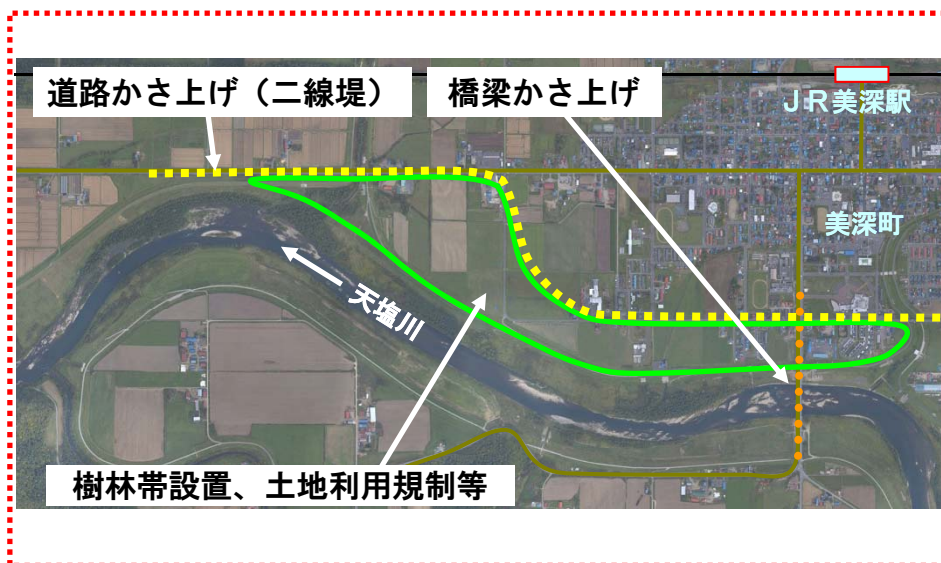 道路かさ上げ（二線堤）
橋梁かさ上げ
ＪＲ美深駅
美深町
天塩川
樹林帯設置、土地利用規制等